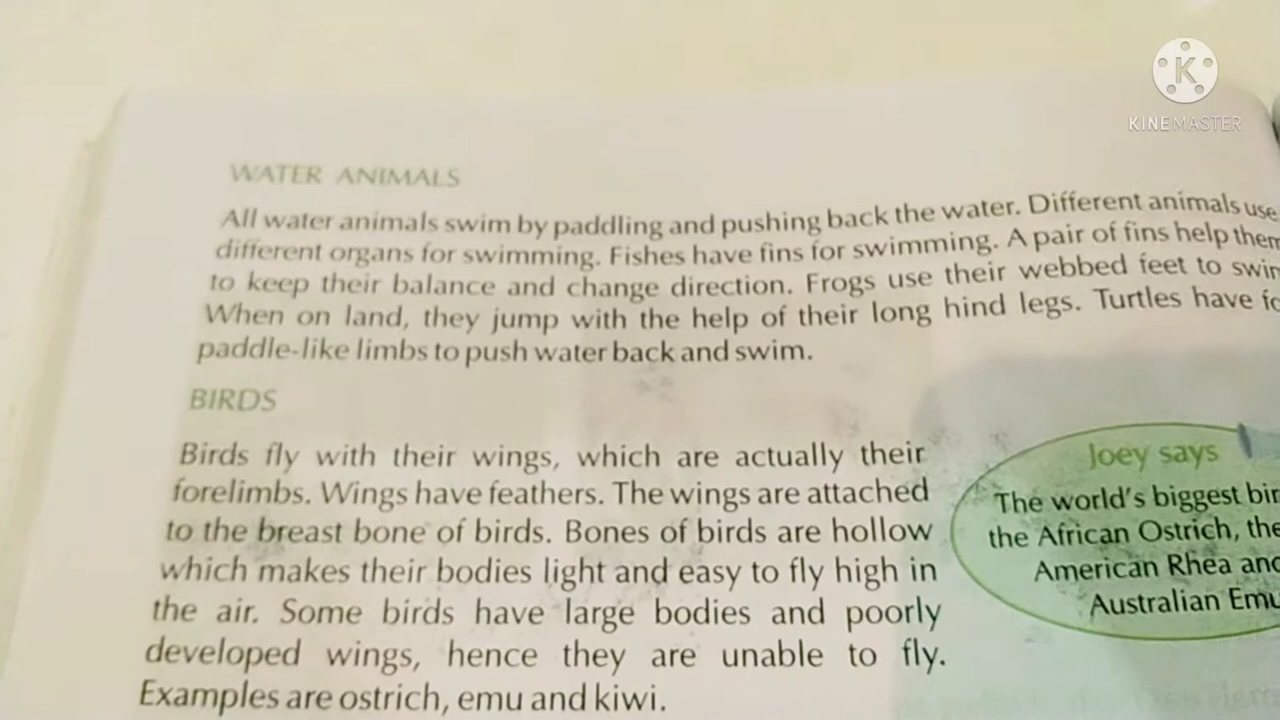 K
KINEMASTER
WATER ANIMALS
All water animals swim by paddling and pushing back the water. Different animals use
different organs for swimming. Fishes have fins for swimming. A pair of fins help them
to keep their balance and change direction. Frogs use their webbed feet to
When on land, they jump with the help of their long hind legs. Turtles have
paddle-like limbs to push water back and swim.
BIRDS
Birds fly with their wings, which are actually their
forelimbs. Wings have feathers. The wings are attached
to the breast bone of birds. Bones of birds are hollow
which makes their bodies light and easy to fly high in
the air. Some birds have large bodies and poorly
developed wings, hence they are unable to fly.
Examples are ostrich, emu and kiwi.
Joey says
The world's biggest
the African Ostrich, the
American Rhea and
Australian Emu